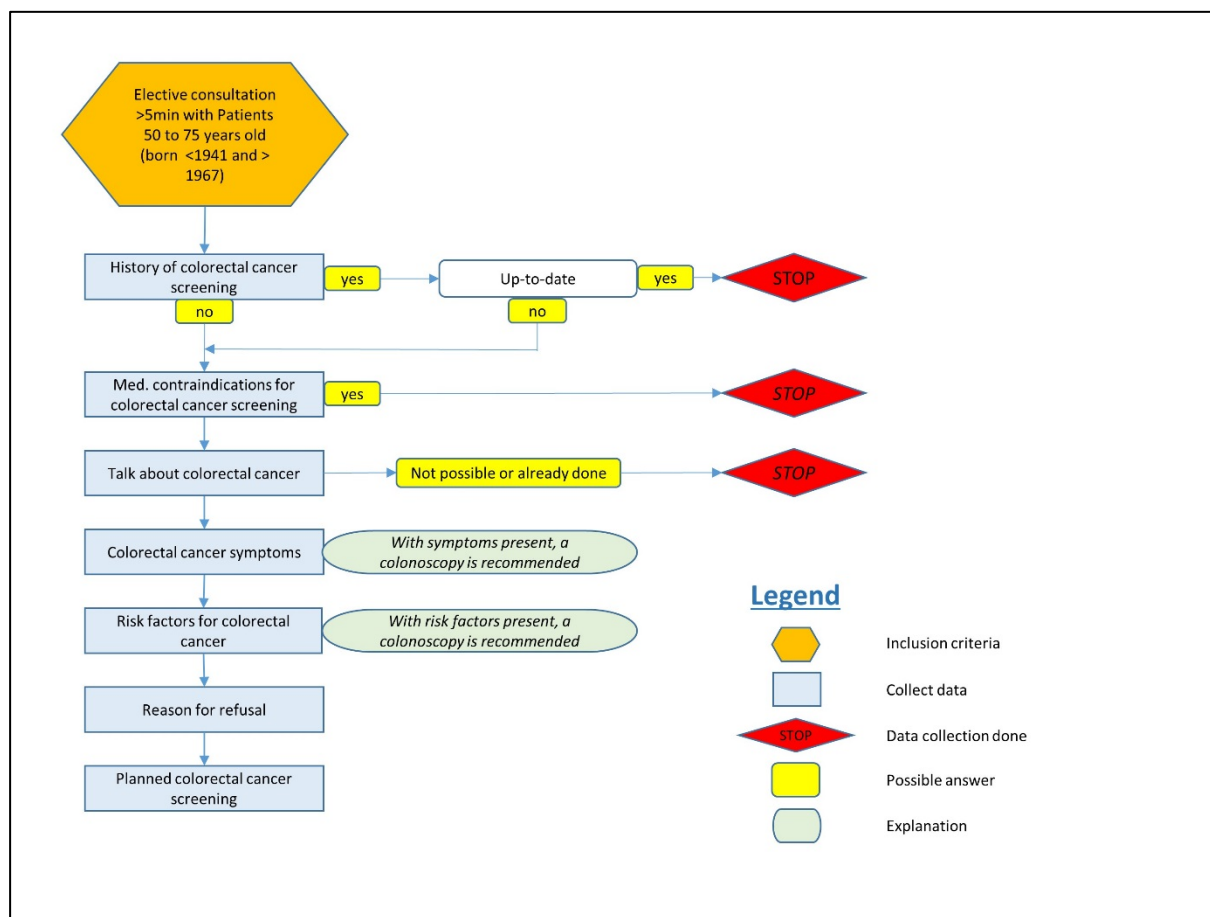 Elective consultation
>5min with Patients
50 to 75 years old
(born <1941 and >
1967)
History of colorectal cancer
screening
yes
Up-to-date
yes
STOP
no
no
Med. contraindications for
colorectal cancer screening
yes
STOP
Talk about colorectal cancer
Not possible or already done
STOP
Colorectal cancer symptoms
With symptoms present, a
colonoscopy is recommended
Risk factors for colorectal
cancer
With risk factors present, a
colonoscopy is recommended
Reason for refusal
Planned colorectal cancer
screening
Legend
Inclusion criteria
Collect data
STOP
Data collection done
Possible answer
Explanation